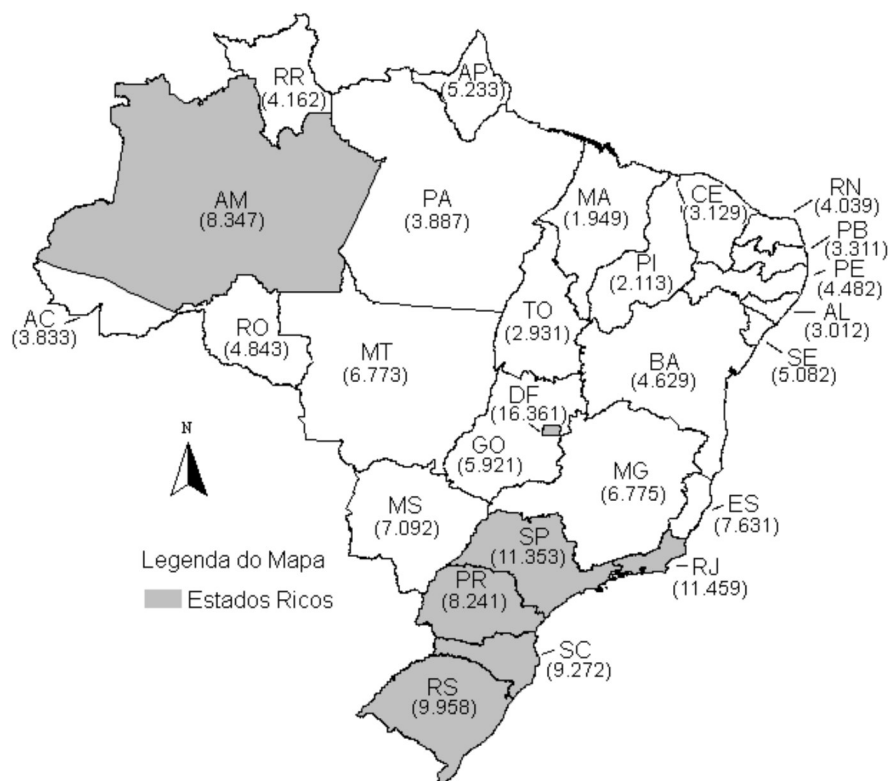 RR
(4.162)
AP
(5.233)
AM
(8.347)
PA
(3.887)
MA
(1.949)
CE
(3.129)
RN
(4.039)
PB
(3.311)
PI
(2.113)
PE
(4.482)
AC
(3.833)
RO
(4.843)
TO
(2.931)
AL
(3.012)
MT
(6.773)
BA
(4.629)
SE
(5.082)
DF
(16.361)
N
GO
(5.921)
MG
(6.775)
MS
(7.092)
ES
(7.631)
SP
(11.353)
Legenda do Mapa
RJ
(11.459)
PR
(8.241)
Estados Ricos
SC
(9.272)
RS
(9.958)